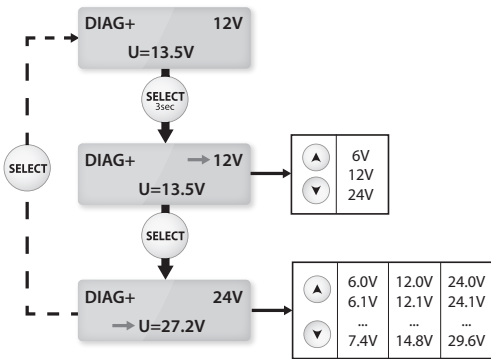 DIAG+ 12V
U=13.5V
SELECT
3sec
DIAG+ → 12V
U=13.5V
6V
12V
24V
SELECT
SELECT
DIAG+ 24V
→ U=27.2V
6.0V 12.0V 24.0V
6.1V 12.1V 24.1V
... ... ...
7.4V 14.8V 29.6V